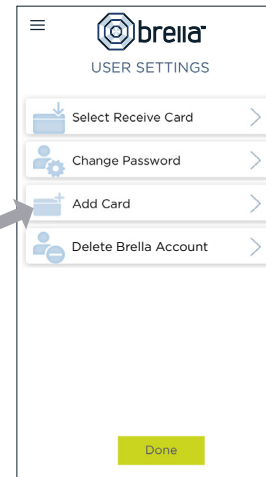 brella
USER SETTINGS
Select Receive Card
Change Password
Add Card
Delete Brella Account
Done